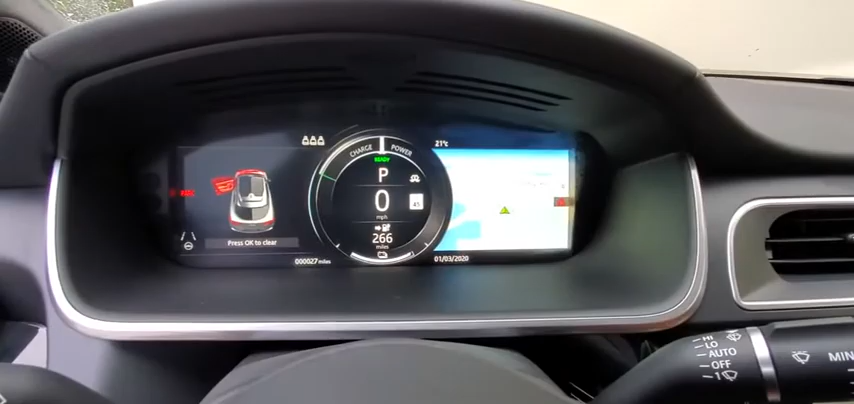 21°c
CHARGE
POWER
READY
P
0
mph
45
266
miles
Press OK to clear
000027 miles
01/03/2020
HI
LO
AUTO
OFF
1
MIN